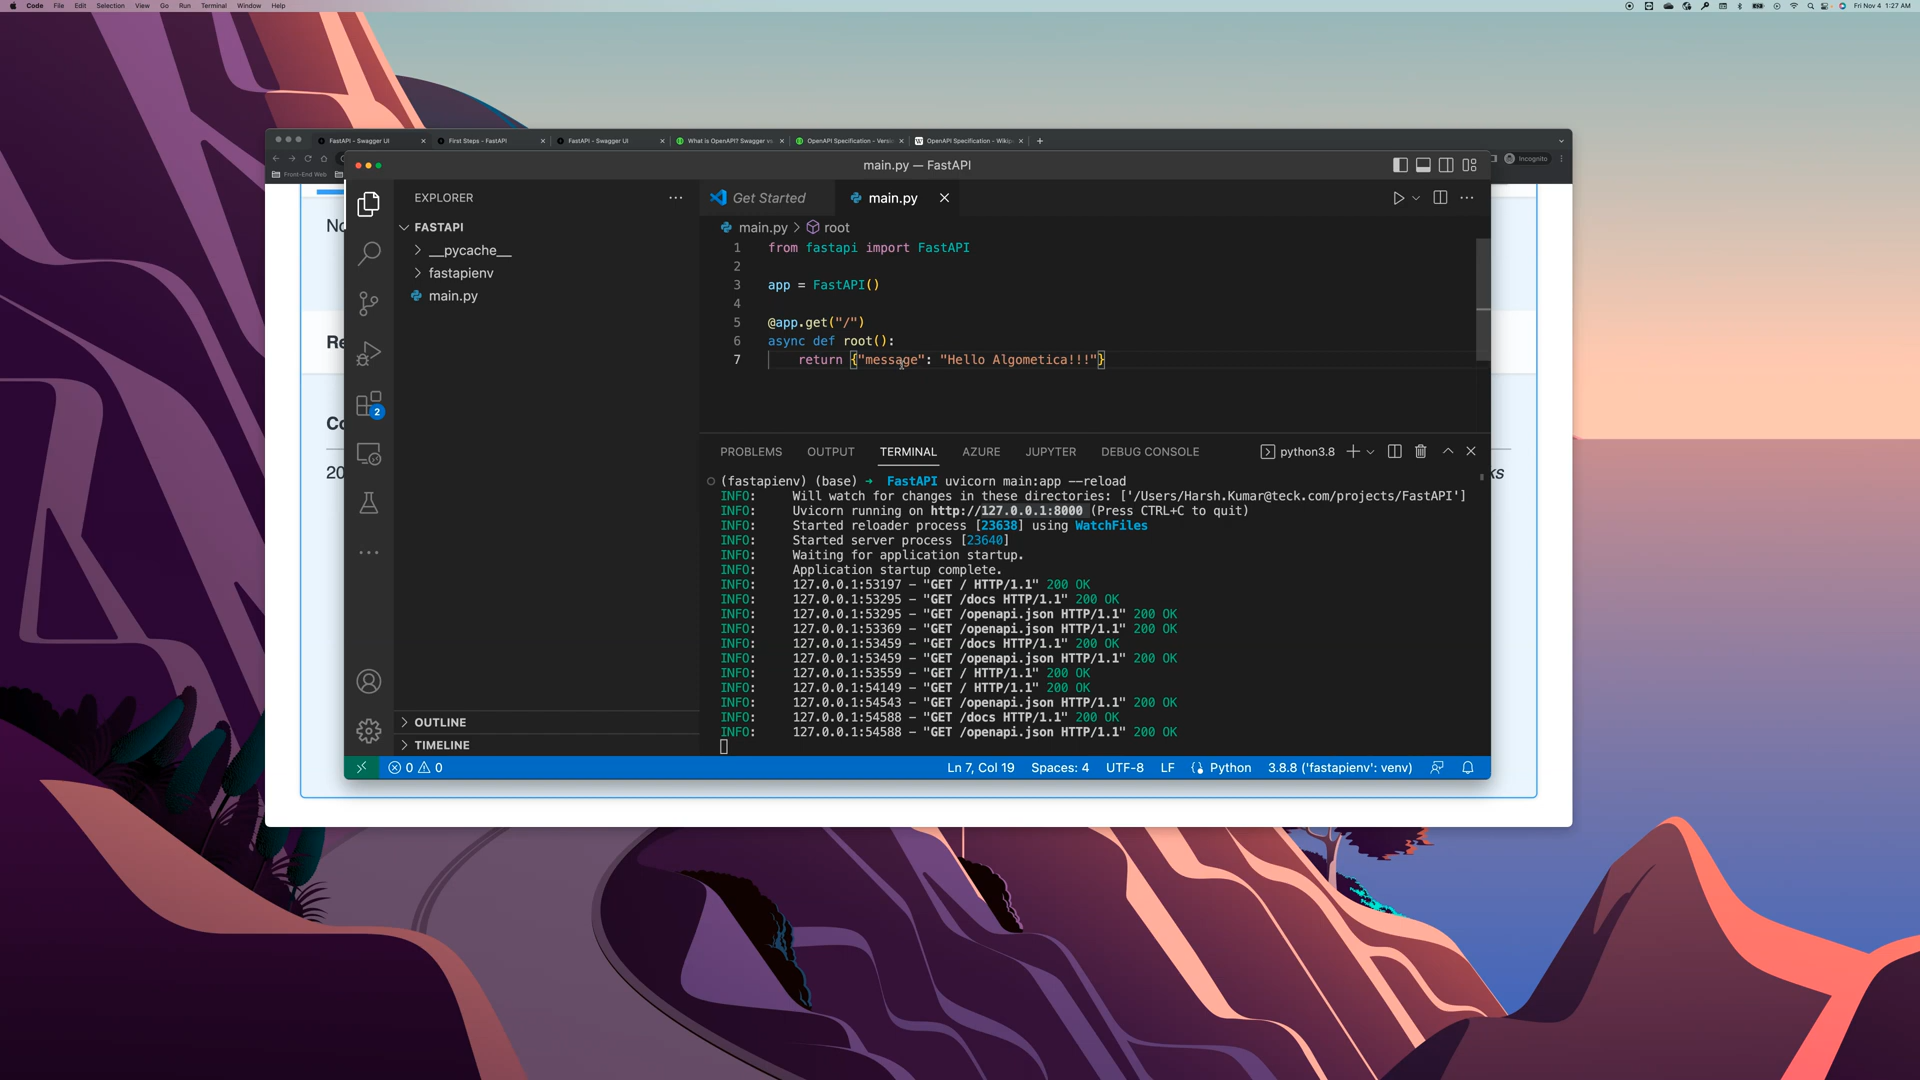 Code File Edit Selection View Go Run Terminal Window Help
Fri Nov 4 1:27 AM
FastAPI - Swagger UI
First Steps - FastAPI
FastAPI - Swagger UI
What is OpenAPI? Swagger vs
OpenAPI Specification - Versi
OpenAPI Specification - Wikip
Incognito
Front-End Web
main.py — FastAPI
EXPLORER
FASTAPI
__pycache__
fastapienv
main.py
OUTLINE
TIMELINE
2
Get Started
main.py
main.py > root
1 from fastapi import FastAPI
2
3 app = FastAPI()
4
5 @app.get("/")
6 async def root():
7 return {"message": "Hello Algometica!!!"}
PROBLEMS OUTPUT TERMINAL AZURE JUPYTER DEBUG CONSOLE
python3.8
(fastapienv) (base) → FastAPI uvicorn main:app --reload
INFO: Will watch for changes in these directories: ['/Users/Harsh.Kumar@teck.com/projects/FastAPI']
INFO: Uvicorn running on http://127.0.0.1:8000 (Press CTRL+C to quit)
INFO: Started reloader process [23638] using WatchFiles
INFO: Started server process [23640]
INFO: Waiting for application startup.
INFO: Application startup complete.
INFO: 127.0.0.1:53197 - "GET / HTTP/1.1" 200 OK
INFO: 127.0.0.1:53295 - "GET /docs HTTP/1.1" 200 OK
INFO: 127.0.0.1:53295 - "GET /openapi.json HTTP/1.1" 200 OK
INFO: 127.0.0.1:53369 - "GET /openapi.json HTTP/1.1" 200 OK
INFO: 127.0.0.1:53459 - "GET /docs HTTP/1.1" 200 OK
INFO: 127.0.0.1:53459 - "GET /openapi.json HTTP/1.1" 200 OK
INFO: 127.0.0.1:53559 - "GET / HTTP/1.1" 200 OK
INFO: 127.0.0.1:54149 - "GET / HTTP/1.1" 200 OK
INFO: 127.0.0.1:54543 - "GET /openapi.json HTTP/1.1" 200 OK
INFO: 127.0.0.1:54588 - "GET /docs HTTP/1.1" 200 OK
INFO: 127.0.0.1:54588 - "GET /openapi.json HTTP/1.1" 200 OK
0 0
Ln 7, Col 19 Spaces: 4 UTF-8 LF Python 3.8.8 ('fastapienv': venv)